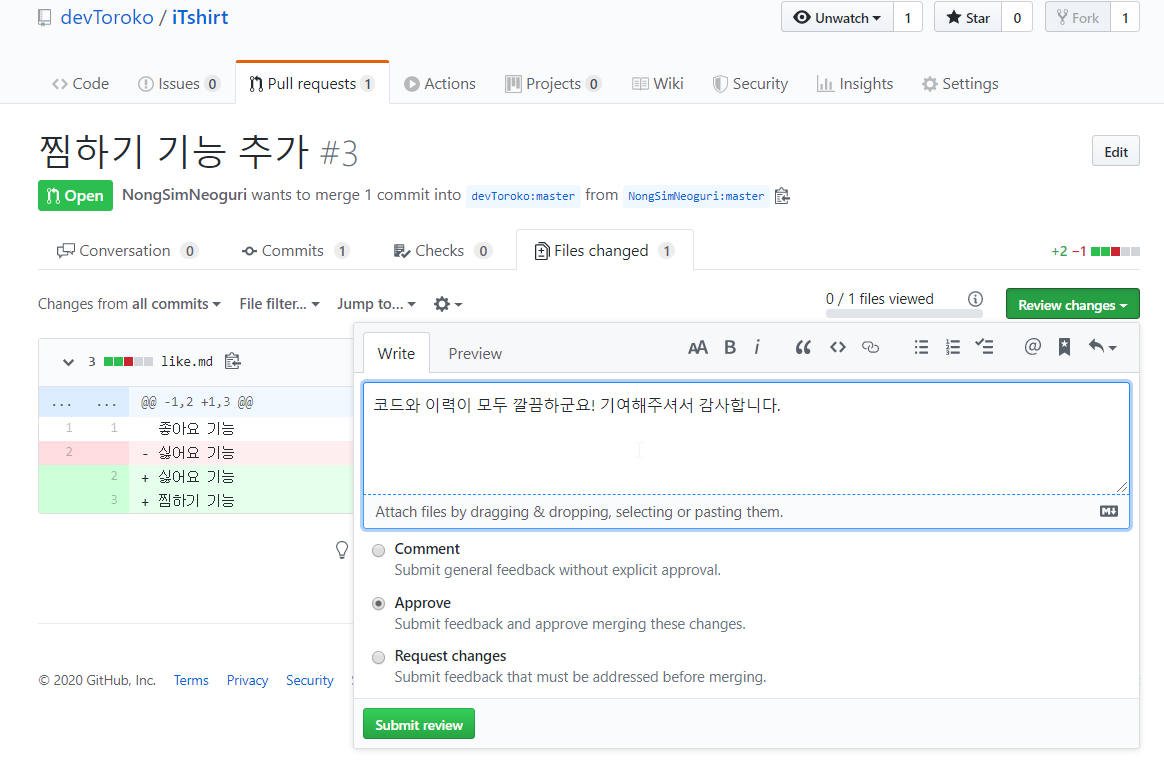 devToroko / iTshirt
Unwatch 1 Star 0 Fork 1
Code Issues 0 Pull requests 1 Actions Projects 0 Wiki Security Insights Settings
찜하기 기능 추가 #3
Edit
Open NongSimNeoguri wants to merge 1 commit into devToroko:master from NongSimNeoguri:master
Conversation 0 Commits 1 Checks 0 Files changed 1 +2 −1
Changes from all commits File filter... Jump to... 0 / 1 files viewed Review changes
3 like.md
... ... @@ -1,2 +1,3 @@
1 1 좋아요 기능
2 - 싫어요 기능
2 + 싫어요 기능
3 + 찜하기 기능
Write Preview AA B i @
코드와 이력이 모두 깔끔하군요! 기여해주셔서 감사합니다.
Attach files by dragging & dropping, selecting or pasting them.
Comment
Submit general feedback without explicit approval.
Approve
Submit feedback and approve merging these changes.
Request changes
Submit feedback that must be addressed before merging.
Submit review
© 2020 GitHub, Inc. Terms Privacy Security